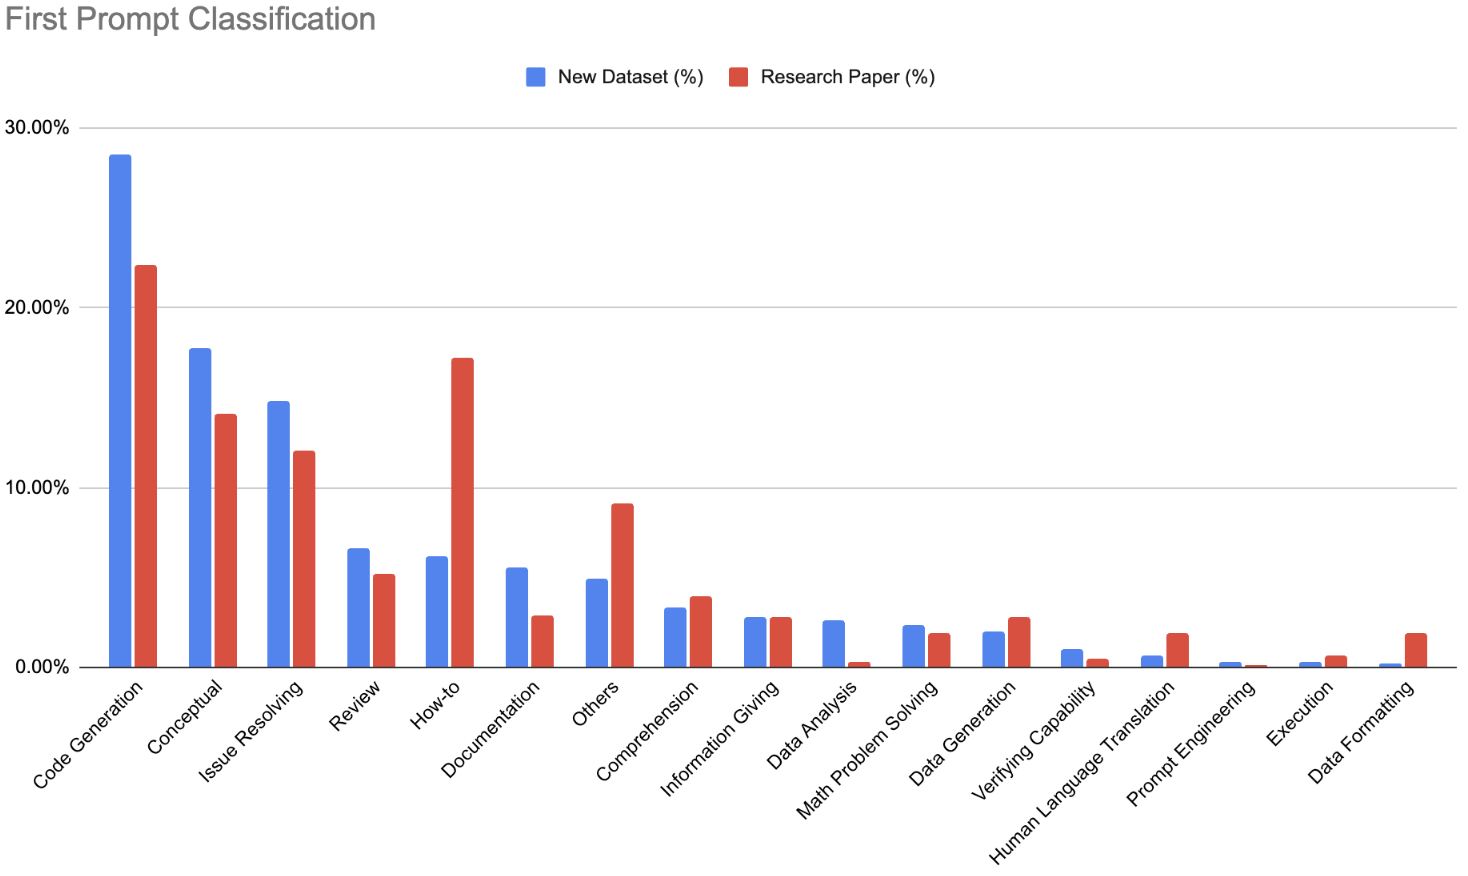 First Prompt Classification
New Dataset (%)
Research Paper (%)
30.00%
20.00%
10.00%
0.00%
Code Generation
Conceptual
Issue Resolving
Review
How-to
Documentation
Others
Comprehension
Information Giving
Data Analysis
Math Problem Solving
Data Generation
Verifying Capability
Human Language Translation
Prompt Engineering
Execution
Data Formatting